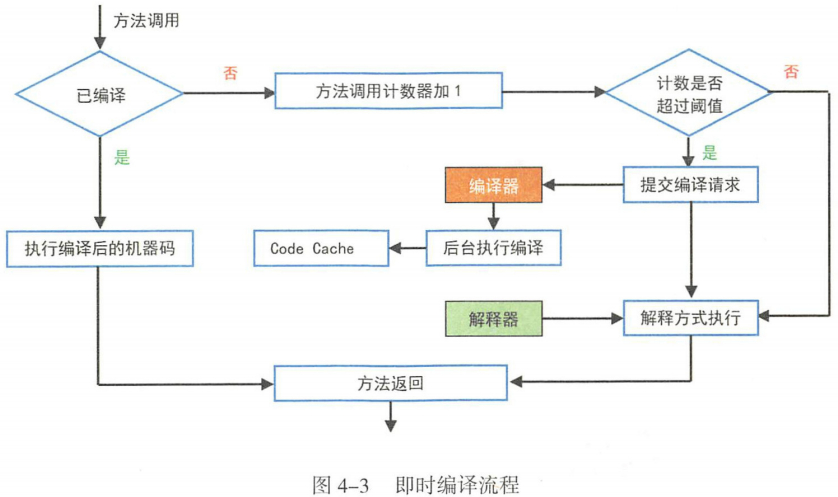 方法调用
已编译
否
方法调用计数器加 1
计数是否
超过阈值
否
是
是
编译器
提交编译请求
执行编译后的机器码
Code Cache
后台执行编译
解释器
解释方式执行
方法返回
图 4–3 即时编译流程